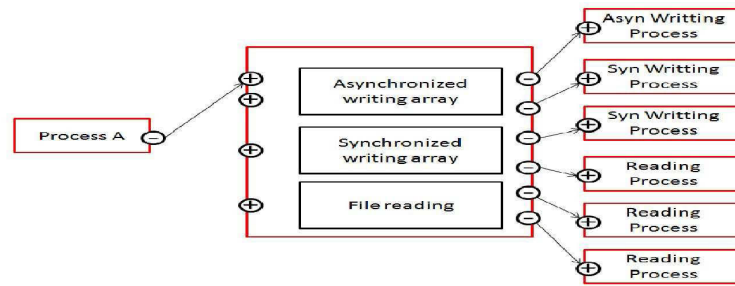 Process A
Asynchronized
writing array
Synchronized
writing array
File reading
Asyn Writting
Process
Syn Writting
Process
Syn Writting
Process
Reading
Process
Reading
Process
Reading
Process